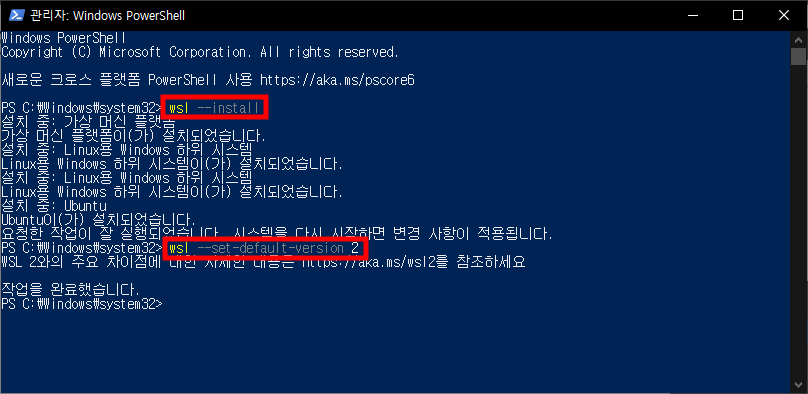 관리자: Windows PowerShell
Windows PowerShell
Copyright (C) Microsoft Corporation. All rights reserved.
새로운 크로스 플랫폼 PowerShell 사용 https://aka.ms/pscore6
PS C:₩Windows₩system32> wsl --install
설치 중: 가상 머신 플랫폼
가상 머신 플랫폼이(가) 설치되었습니다.
설치 중: Linux용 Windows 하위 시스템
Linux용 Windows 하위 시스템이(가) 설치되었습니다.
설치 중: Linux용 Windows 하위 시스템
Linux용 Windows 하위 시스템이(가) 설치되었습니다.
설치 중: Ubuntu
Ubuntu이(가) 설치되었습니다.
요청한 작업이 잘 실행되었습니다. 시스템을 다시 시작하면 변경 사항이 적용됩니다.
PS C:₩Windows₩system32> wsl --set-default-version 2
WSL 2와의 주요 차이점에 대한 자세한 내용은 https://aka.ms/wsl2를 참조하세요
작업을 완료했습니다.
PS C:₩Windows₩system32>